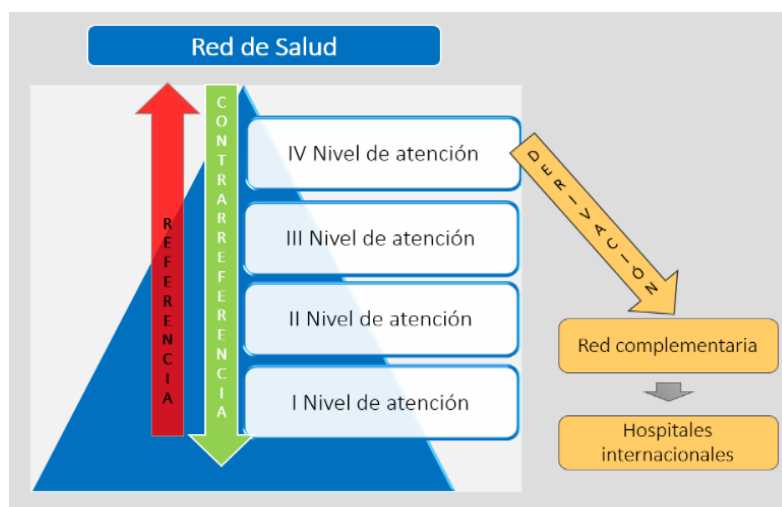 Red de Salud
REFERENCIA
CONTRARREFERENCIA
IV Nivel de atención
III Nivel de atención
II Nivel de atención
I Nivel de atención
DERIVACIÓN
Red complementaria
Hospitales
internacionales